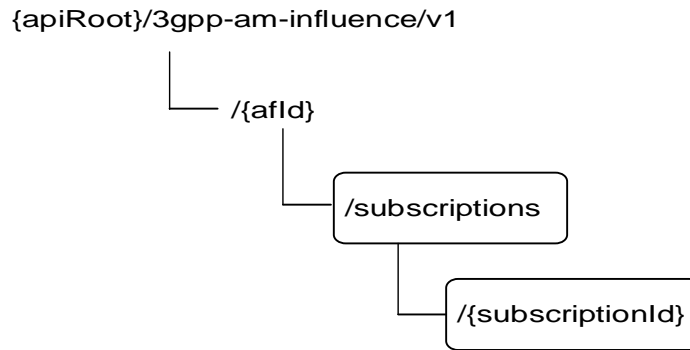 {apiRoot}/3gpp-am-influence/v1
/{afId}
/subscriptions
/{subscriptionId}